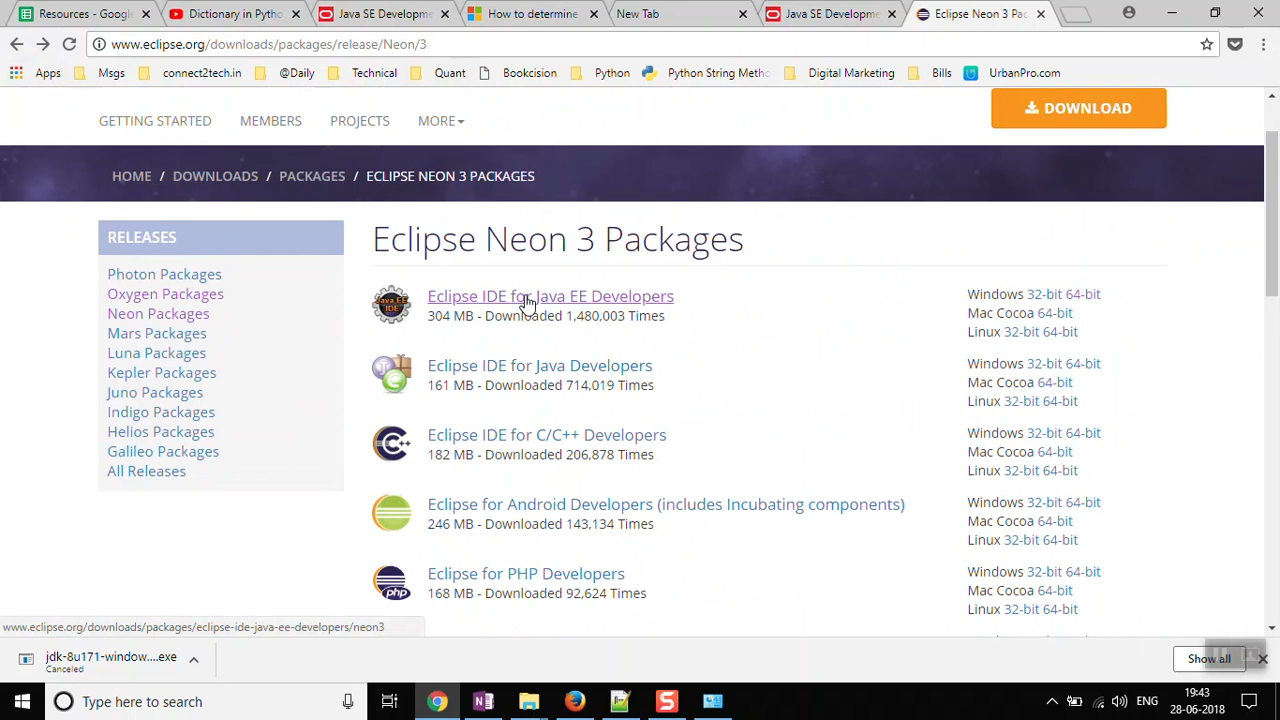 Resources - Google
Dictionary in Pytho
Java SE Developme
How to determine
New Tab
Java SE Developme
Eclipse Neon 3 Pac
www.eclipse.org/downloads/packages/release/Neon/3
Apps
Msgs
connect2tech.in
@Daily
Technical
Quant
Bookcision
Python
Python String Metho
Digital Marketing
Bills
UrbanPro.com
GETTING STARTED
MEMBERS
PROJECTS
MORE
DOWNLOAD
HOME / DOWNLOADS / PACKAGES / ECLIPSE NEON 3 PACKAGES
RELEASES
Photon Packages
Oxygen Packages
Neon Packages
Mars Packages
Luna Packages
Kepler Packages
Juno Packages
Indigo Packages
Helios Packages
Galileo Packages
All Releases
Eclipse Neon 3 Packages
Java EE
IDE
Eclipse IDE for Java EE Developers
304 MB - Downloaded 1,480,003 Times
Windows 32-bit 64-bit
Mac Cocoa 64-bit
Linux 32-bit 64-bit
Eclipse IDE for Java Developers
161 MB - Downloaded 714,019 Times
Windows 32-bit 64-bit
Mac Cocoa 64-bit
Linux 32-bit 64-bit
C/C++
Eclipse IDE for C/C++ Developers
182 MB - Downloaded 206,878 Times
Windows 32-bit 64-bit
Mac Cocoa 64-bit
Linux 32-bit 64-bit
Eclipse for Android Developers (includes Incubating components)
246 MB - Downloaded 143,134 Times
Windows 32-bit 64-bit
Mac Cocoa 64-bit
Linux 32-bit 64-bit
php
Eclipse for PHP Developers
168 MB - Downloaded 92,624 Times
Windows 32-bit 64-bit
Mac Cocoa 64-bit
Linux 32-bit 64-bit
www.eclipse.org/downloads/packages/eclipse-ide-java-ee-developers/neon3
jdk-8u171-window....exe
Canceled
Show all
Type here to search
ENG
19:43
28-06-2018